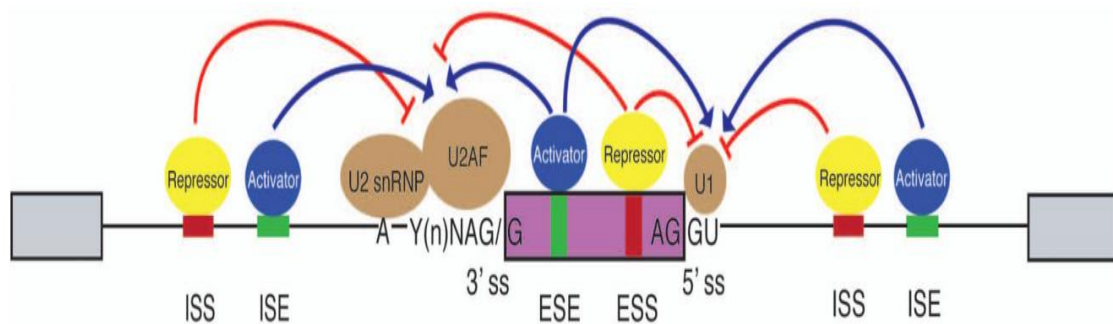 Repressor Activator U2 snRNP U2AF Activator Repressor U1 Repressor Activator
A Y(n)NAG/ G AG GU
3' ss 5' ss
ISS ISE ESE ESS ISS ISE